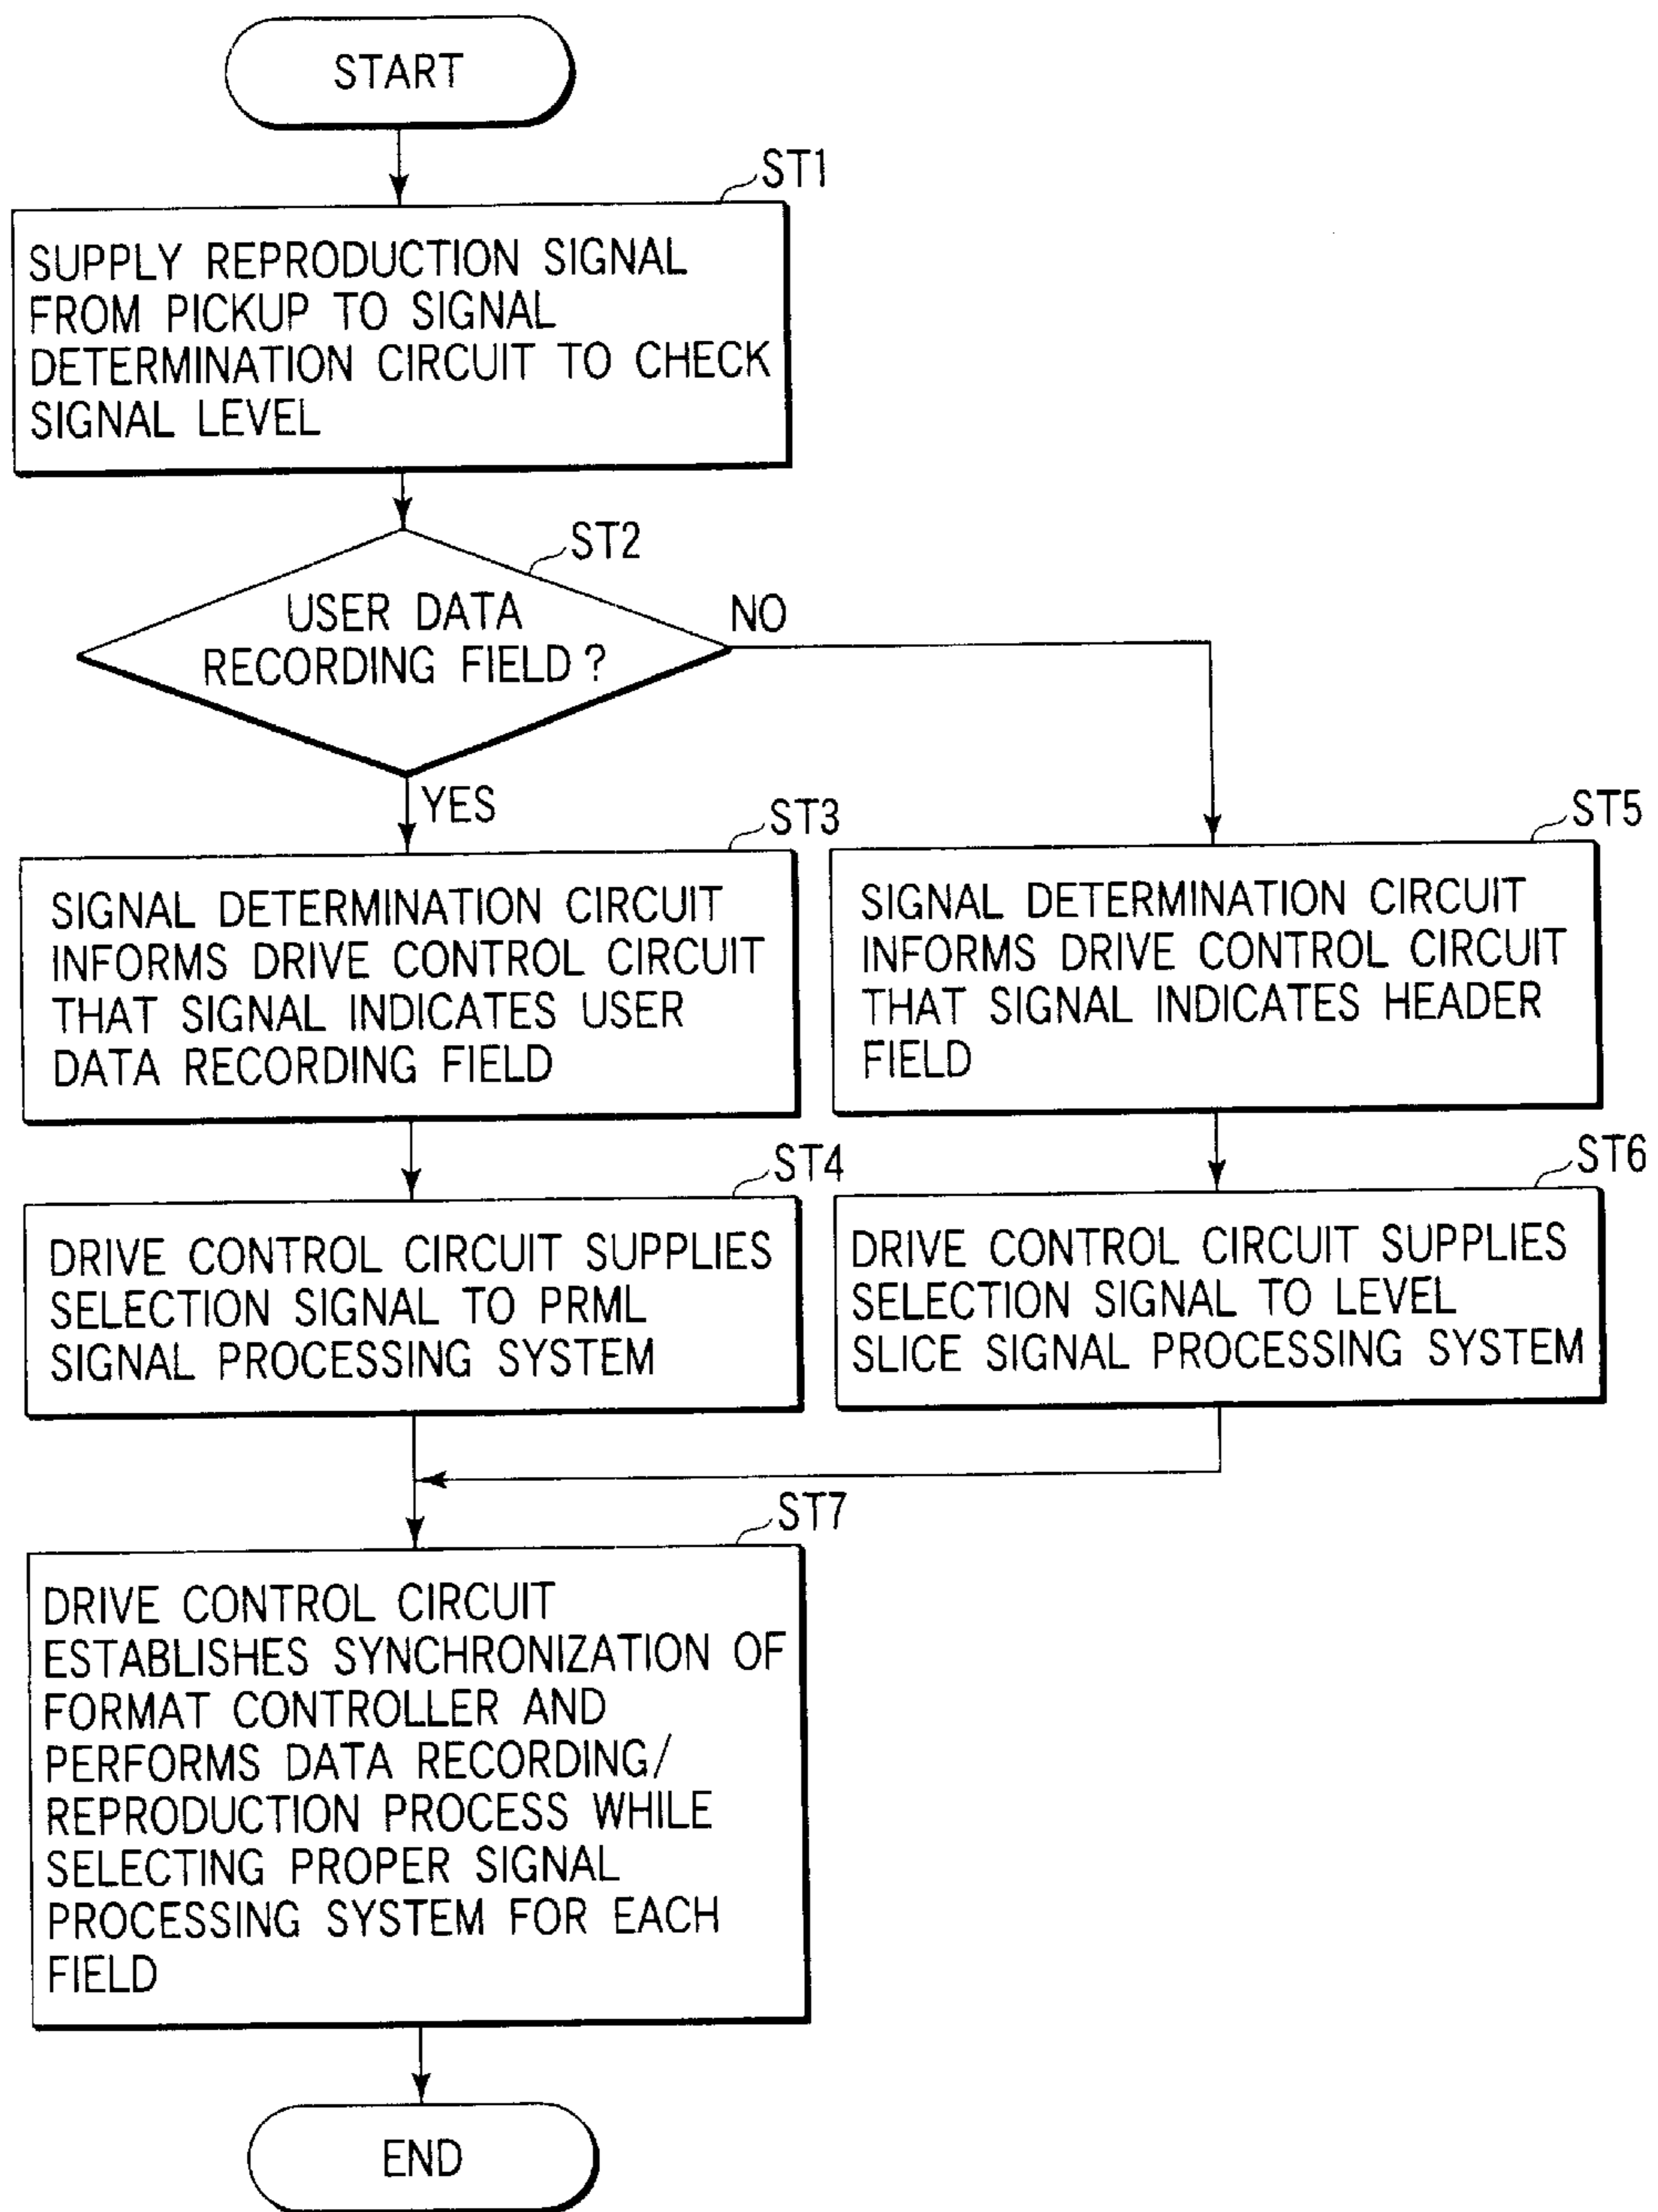 START
ST1
SUPPLY REPRODUCTION SIGNAL
FROM PICKUP TO SIGNAL
DETERMINATION CIRCUIT TO CHECK
SIGNAL LEVEL
ST2
USER DATA
RECORDING FIELD?
NO
YES
ST3
SIGNAL DETERMINATION CIRCUIT
INFORMS DRIVE CONTROL CIRCUIT
THAT SIGNAL INDICATES USER
DATA RECORDING FIELD
ST5
SIGNAL DETERMINATION CIRCUIT
INFORMS DRIVE CONTROL CIRCUIT
THAT SIGNAL INDICATES HEADER
FIELD
ST4
DRIVE CONTROL CIRCUIT SUPPLIES
SELECTION SIGNAL TO PRML
SIGNAL PROCESSING SYSTEM
ST6
DRIVE CONTROL CIRCUIT SUPPLIES
SELECTION SIGNAL TO LEVEL
SLICE SIGNAL PROCESSING SYSTEM
ST7
DRIVE CONTROL CIRCUIT
ESTABLISHES SYNCHRONIZATION OF
FORMAT CONTROLLER AND
PERFORMS DATA RECORDING/
REPRODUCTION PROCESS WHILE
SELECTING PROPER SIGNAL
PROCESSING SYSTEM FOR EACH
FIELD
END